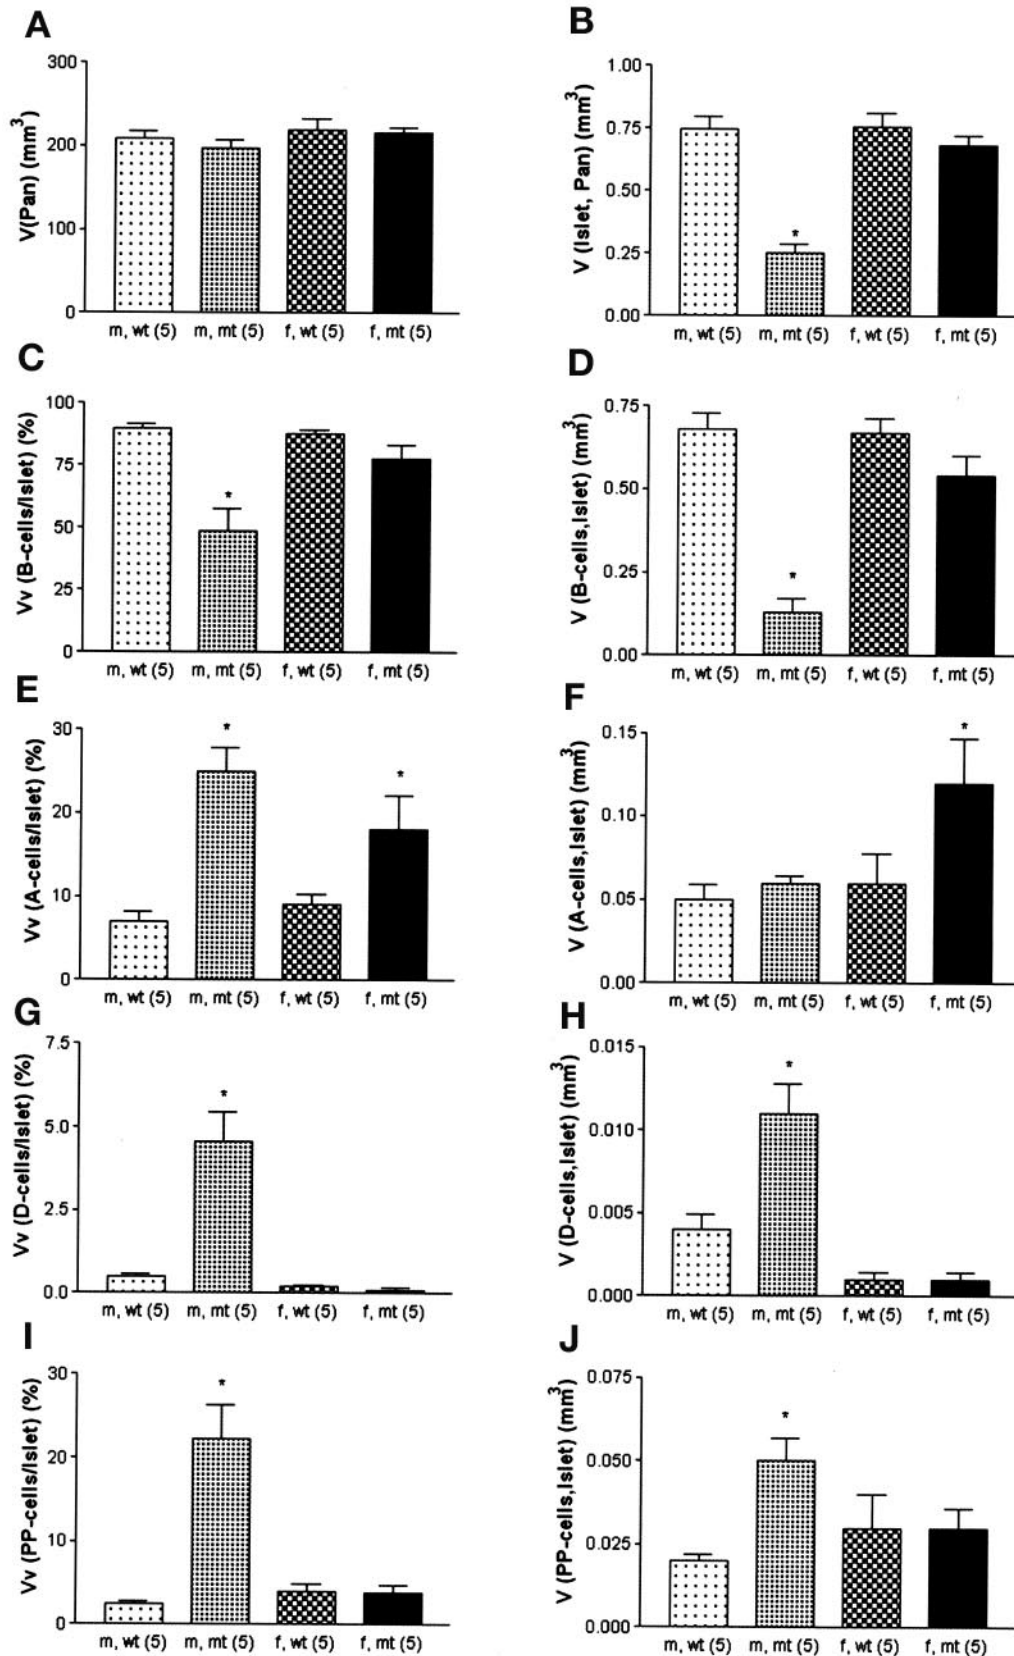 A
V(Pan) (mm3)
300
200
100
0
m, wt (5) m, mt (5) f, wt (5) f, mt (5)
B
V (Islet, Pan) (mm3)
1.00
0.75
0.50
0.25
0.00
*
m, wt (5) m, mt (5) f, wt (5) f, mt (5)
C
Vv (B-cells/Islet) (%)
100
75
50
25
0
*
m, wt (5) m, mt (5) f, wt (5) f, mt (5)
D
V (B-cells,Islet) (mm3)
0.75
0.50
0.25
0.00
*
m, wt (5) m, mt (5) f, wt (5) f, mt (5)
E
Vv (A-cells/Islet) (%)
30
20
10
0
* *
m, wt (5) m, mt (5) f, wt (5) f, mt (5)
F
V (A-cells,Islet) (mm3)
0.15
0.10
0.05
0.00
*
m, wt (5) m, mt (5) f, wt (5) f, mt (5)
G
Vv (D-cells/Islet) (%)
7.5
5.0
2.5
0.0
*
m, wt (5) m, mt (5) f, wt (5) f, mt (5)
H
V (D-cells,Islet) (mm3)
0.015
0.010
0.005
0.000
*
m, wt (5) m, mt (5) f, wt (5) f, mt (5)
I
Vv (PP-cells/Islet) (%)
30
20
10
0
*
m, wt (5) m, mt (5) f, wt (5) f, mt (5)
J
V (PP-cells,Islet) (mm3)
0.075
0.050
0.025
0.000
*
m, wt (5) m, mt (5) f, wt (5) f, mt (5)